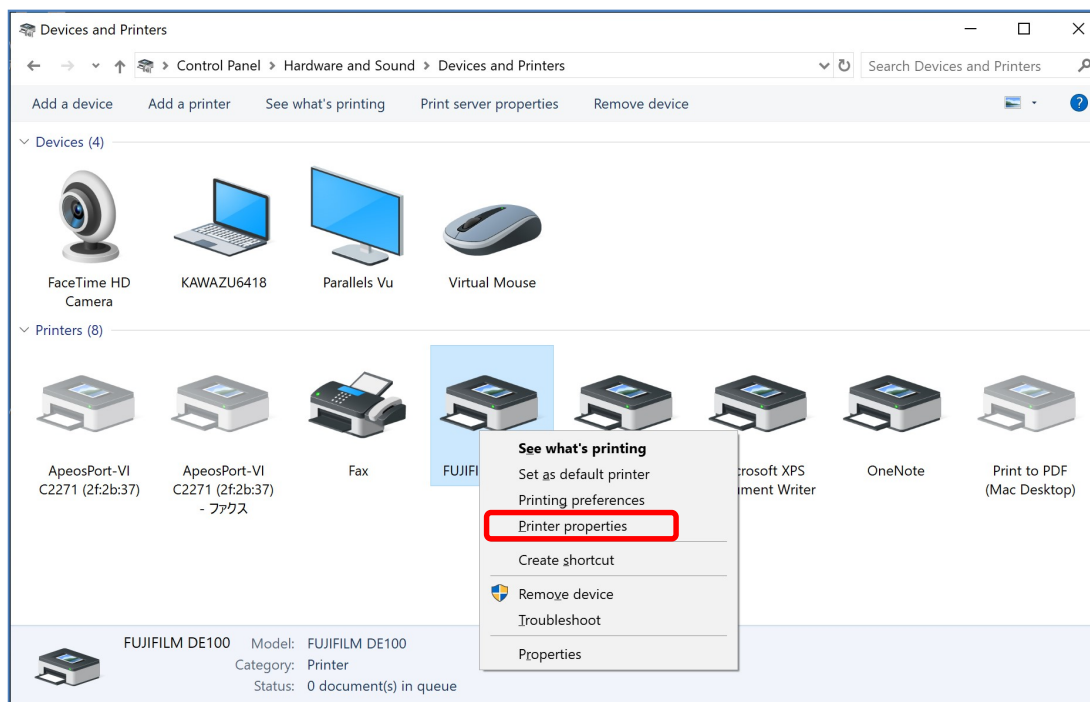 Devices and Printers
Control Panel > Hardware and Sound > Devices and Printers
Search Devices and Printers
Add a device
Add a printer
See what's printing
Print server properties
Remove device
?
Devices (4)
FaceTime HD
Camera
KAWAZU6418
Parallels Vu
Virtual Mouse
Printers (8)
ApeosPort-VI
C2271 (2f:2b:37)
ApeosPort-VI
C2271 (2f:2b:37)
- ファクス
Fax
FUJIFI
trosoft XPS
ument Writer
OneNote
Print to PDF
(Mac Desktop)
See what's printing
Set as default printer
Printing preferences
Printer properties
Create shortcut
Remove device
Troubleshoot
Properties
FUJIFILM DE100
Model: FUJIFILM DE100
Category: Printer
Status: 0 document(s) in queue